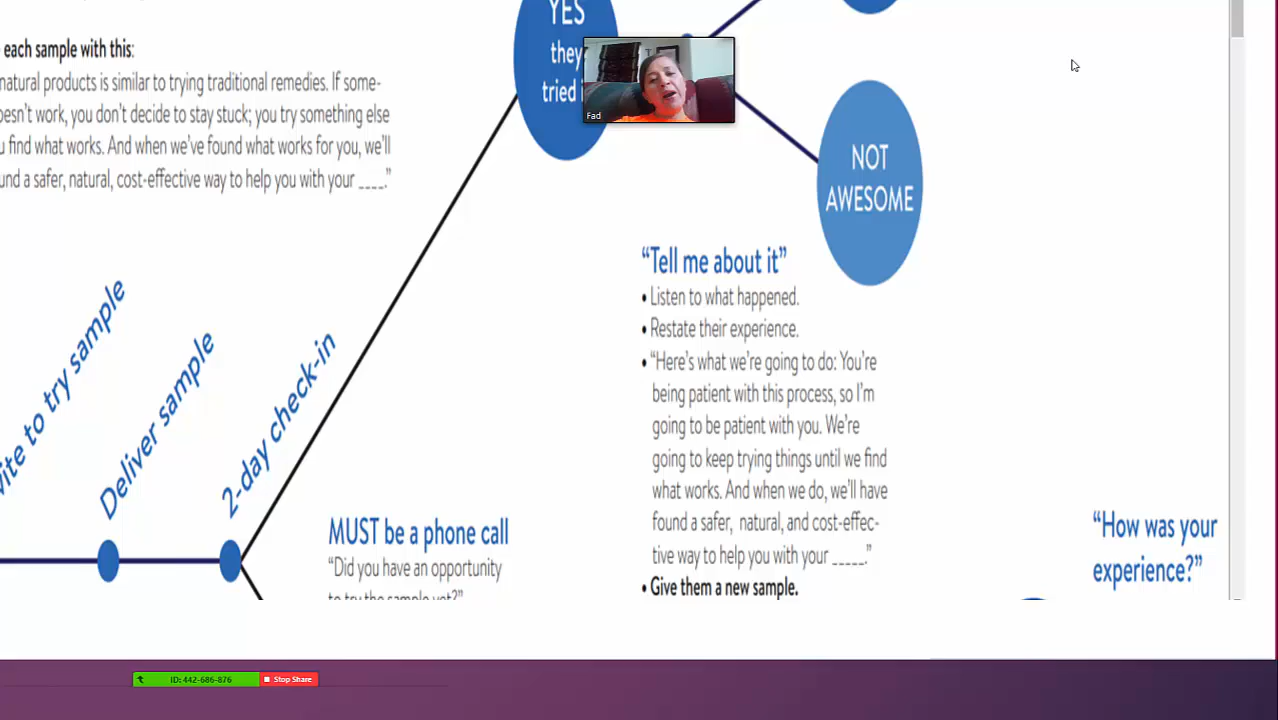 YES
they
tried i
e each sample with this:
natural products is similar to trying traditional remedies. If some-
oesn't work, you don't decide to stay stuck; you try something else
u find what works. And when we've found what works for you, we'll
und a safer, natural, cost-effective way to help you with your ____."
Fad
NOT
AWESOME
"Tell me about it"
• Listen to what happened.
• Restate their experience.
• "Here's what we're going to do: You're
being patient with this process, so I'm
going to be patient with you. We're
going to keep trying things until we find
what works. And when we do, we'll have
found a safer, natural, and cost-effec-
tive way to help you with your _____."
• Give them a new sample.
vite to try sample
Deliver sample
2-day check-in
MUST be a phone call
"Did you have an opportunity
to try the sample yet?"
"How was your
experience?"
ID: 442-686-876
Stop Share